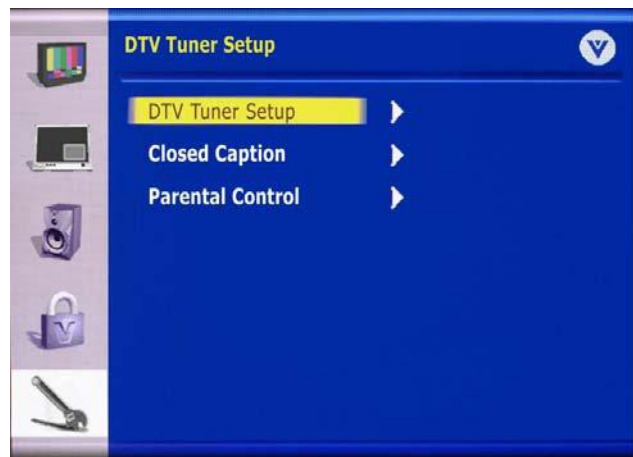 DTV Tuner Setup
DTV Tuner Setup
Closed Caption
Parental Control